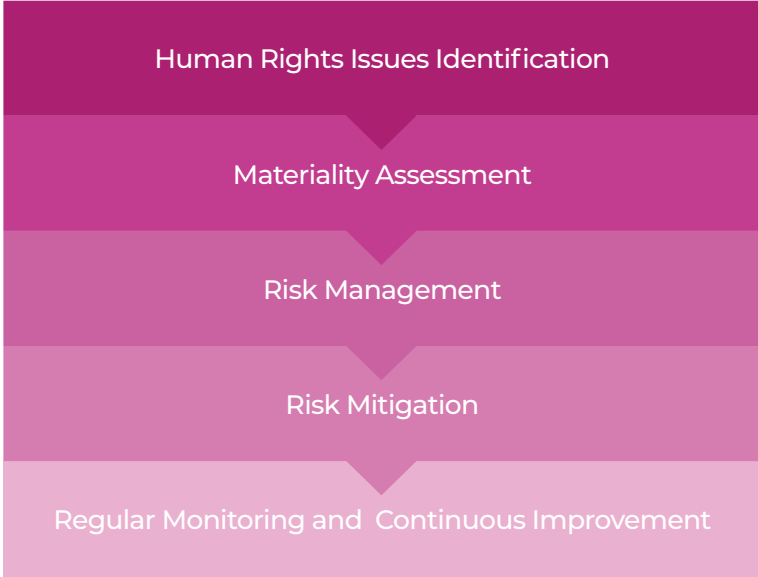 Human Rights Issues Identification
Materiality Assessment
Risk Management
Risk Mitigation
Regular Monitoring and Continuous Improvement